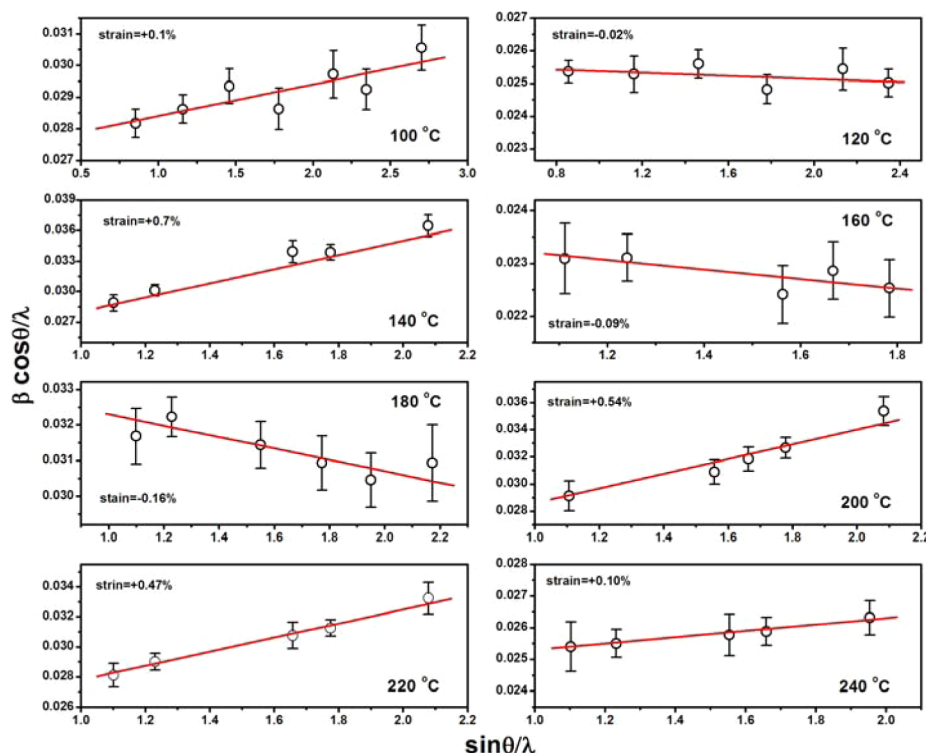 strain=+0.1%
0.031
0.030
0.029
0.028
0.027
100 °C
0.5 1.0 1.5 2.0 2.5 3.0
strain=-0.02%
0.027
0.026
0.025
0.024
0.023
120 °C
0.8 1.2 1.6 2.0 2.4
strain=+0.7%
0.039
0.036
0.033
0.030
0.027
140 °C
1.0 1.2 1.4 1.6 1.8 2.0 2.2
160 °C
0.024
0.023
0.022
strain=-0.09%
1.2 1.4 1.6 1.8
180 °C
0.033
0.032
0.031
0.030
stain=-0.16%
1.0 1.2 1.4 1.6 1.8 2.0 2.2
strain=+0.54%
0.036
0.034
0.032
0.030
0.028
200 °C
1.0 1.2 1.4 1.6 1.8 2.0 2.2
strin=+0.47%
0.034
0.032
0.030
0.028
0.026
220 °C
1.0 1.2 1.4 1.6 1.8 2.0 2.2
strain=+0.10%
0.027
0.026
0.025
0.024
240 °C
1.0 1.2 1.4 1.6 1.8 2.0
β cosθ/λ
sinθ/λ